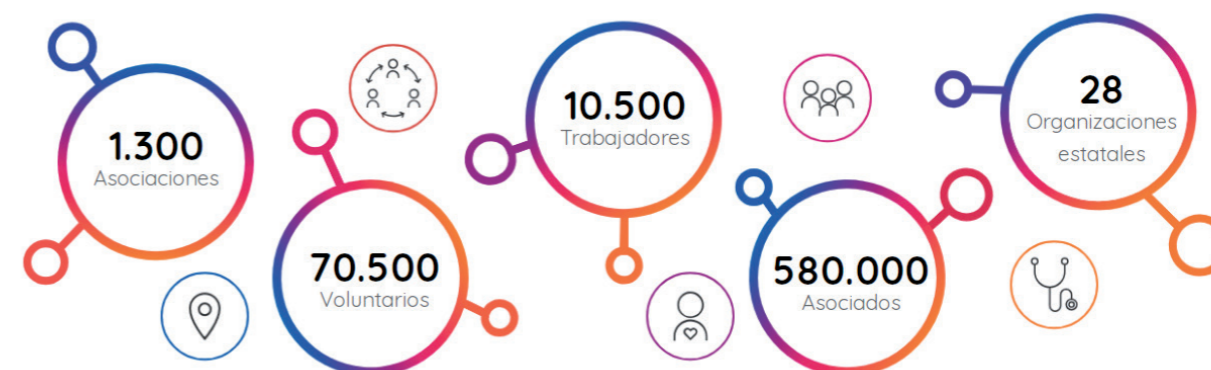 1.300
Asociaciones
70.500
Voluntarios
10.500
Trabajadores
580.000
Asociados
28
Organizaciones
estatales